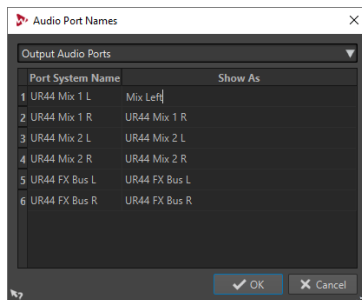 Audio Port Names
Output Audio Ports
Port System Name Show As
1 UR44 Mix 1 L Mix Left
2 UR44 Mix 1 R UR44 Mix 1 R
3 UR44 Mix 2 L UR44 Mix 2 L
4 UR44 Mix 2 R UR44 Mix 2 R
5 UR44 FX Bus L UR44 FX Bus L
6 UR44 FX Bus R UR44 FX Bus R
OK Cancel
?